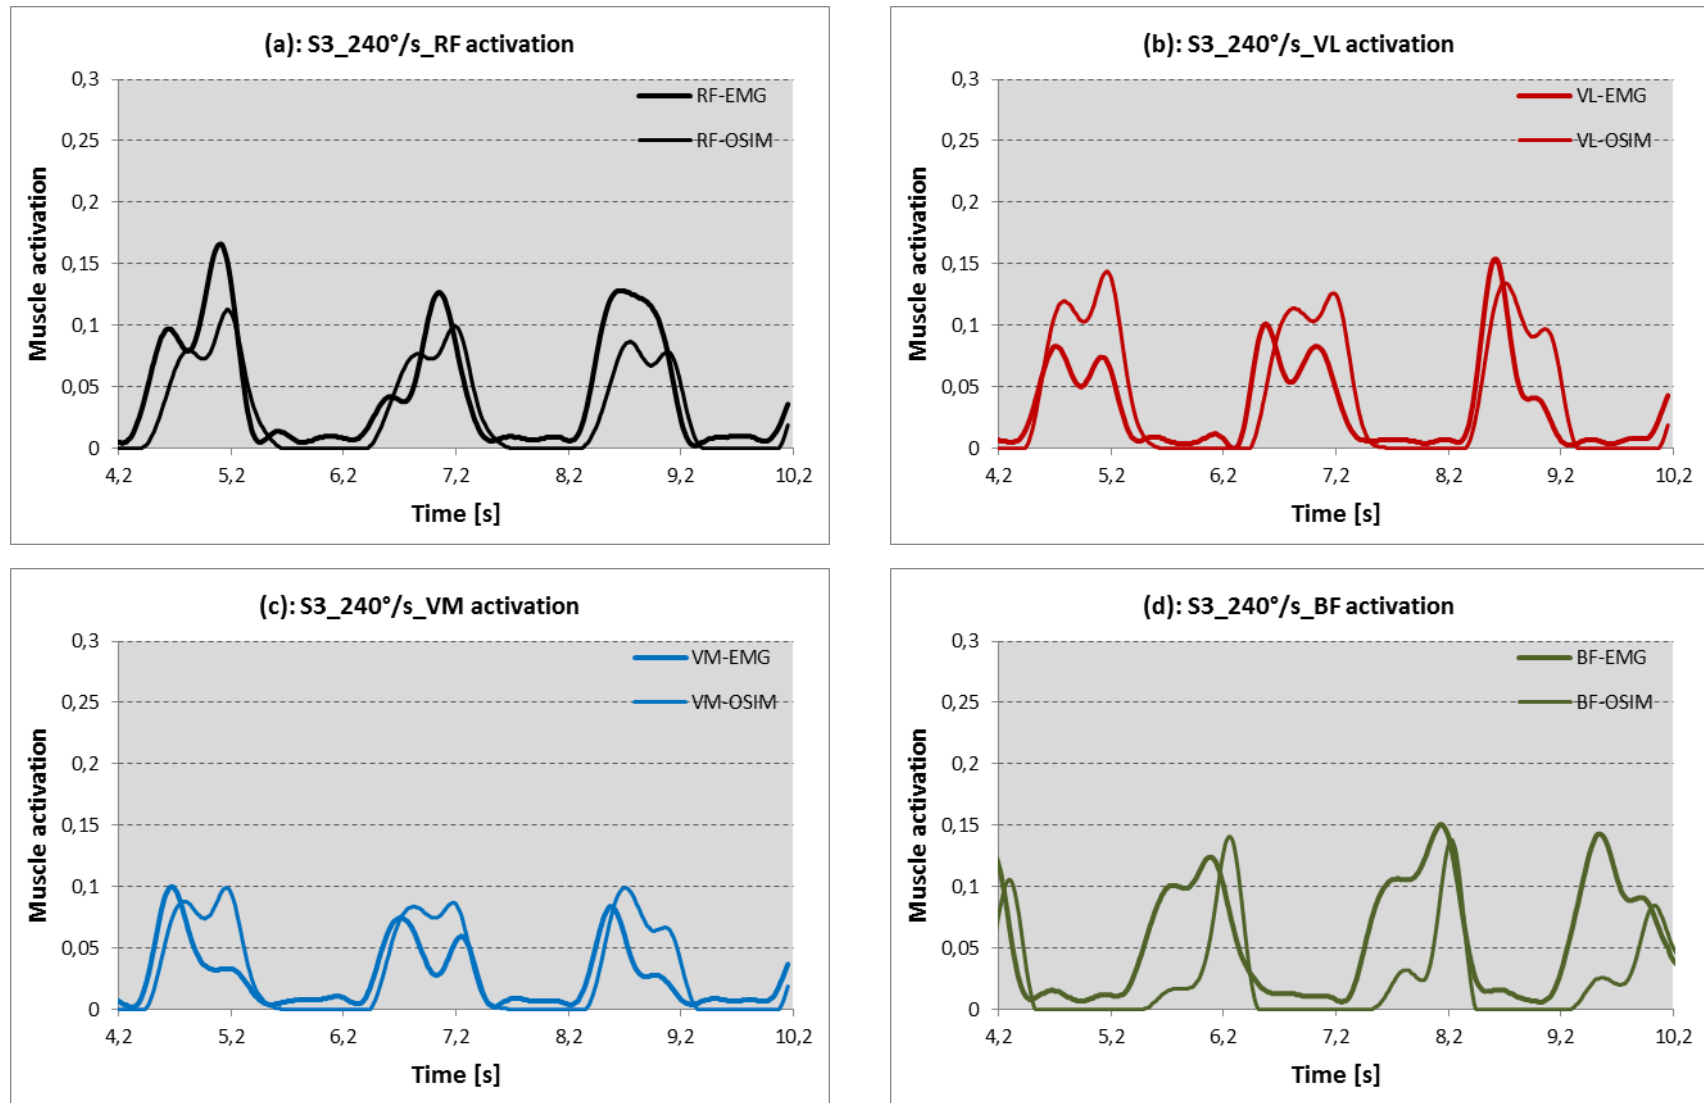 (a): S3_240°/s_RF activation
0,3
0,25
0,2
0,15
0,1
0,05
0
Muscle activation
RF-EMG
RF-OSIM
4,2 5,2 6,2 7,2 8,2 9,2 10,2
Time [s]
(b): S3_240°/s_VL activation
0,3
0,25
0,2
0,15
0,1
0,05
0
Muscle activation
VL-EMG
VL-OSIM
4,2 5,2 6,2 7,2 8,2 9,2 10,2
Time [s]
(c): S3_240°/s_VM activation
0,3
0,25
0,2
0,15
0,1
0,05
0
Muscle activation
VM-EMG
VM-OSIM
4,2 5,2 6,2 7,2 8,2 9,2 10,2
Time [s]
(d): S3_240°/s_BF activation
0,3
0,25
0,2
0,15
0,1
0,05
0
Muscle activation
BF-EMG
BF-OSIM
4,2 5,2 6,2 7,2 8,2 9,2 10,2
Time [s]